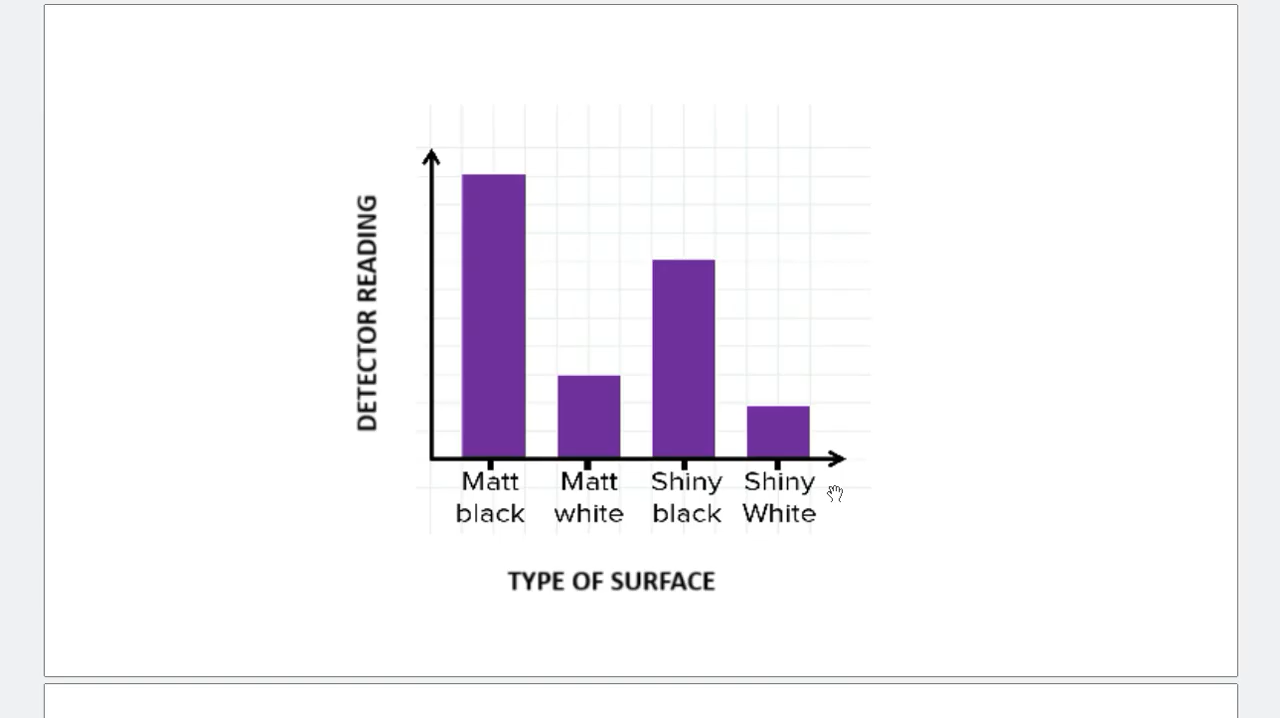 DETECTOR READING
Matt
black
Matt
white
Shiny
black
Shiny
White
TYPE OF SURFACE